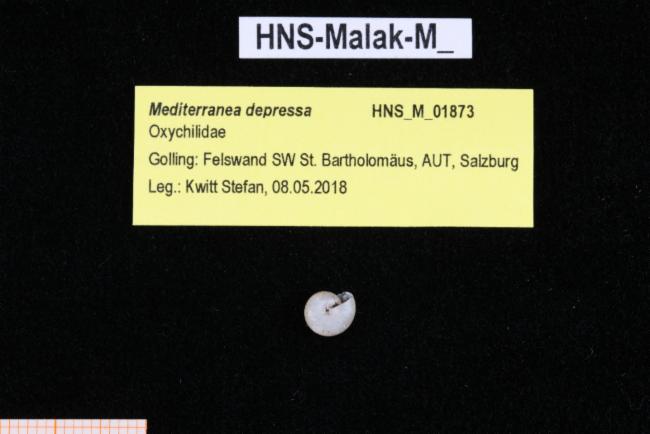 HNS-Malak-M_
Mediterranea depressa HNS_M_01873
Oxychilidae
Golling: Felswand SW St. Bartholomäus, AUT, Salzburg
Leg.: Kwitt Stefan, 08.05.2018